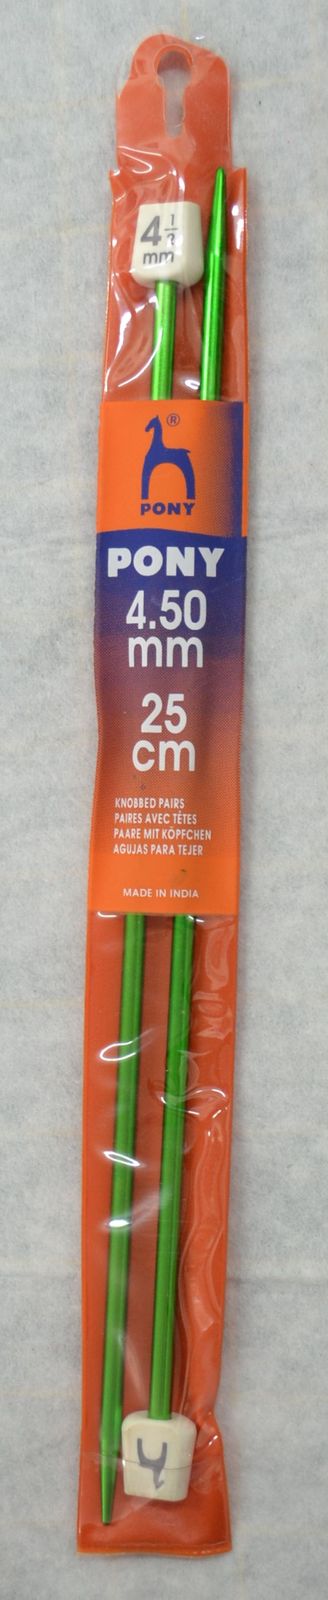 4 1/2
mm
®
PONY
PONY
4.50
mm
25
cm
KNOBBED PAIRS
PAIRES AVEC TÊTES
PAARE MIT KÖPFCHEN
AGUJAS PARA TEJER
MADE IN INDIA